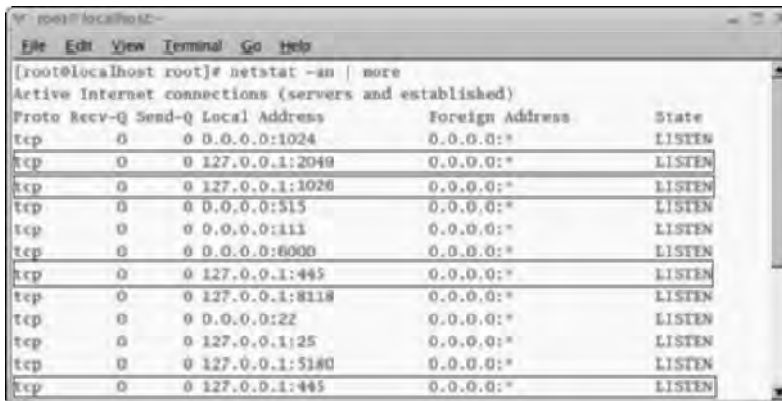 root@localhost:~
File Edit View Terminal Go Help
[root@localhost root]# netstat -an | more
Active Internet connections (servers and established)
Proto Recv-Q Send-Q Local Address Foreign Address State
tcp 0 0 0.0.0.0:1024 0.0.0.0:* LISTEN
tcp 0 0 127.0.0.1:2049 0.0.0.0:* LISTEN
tcp 0 0 127.0.0.1:1026 0.0.0.0:* LISTEN
tcp 0 0 0.0.0.0:515 0.0.0.0:* LISTEN
tcp 0 0 0.0.0.0:111 0.0.0.0:* LISTEN
tcp 0 0 0.0.0.0:6000 0.0.0.0:* LISTEN
tcp 0 0 127.0.0.1:445 0.0.0.0:* LISTEN
tcp 0 0 127.0.0.1:8118 0.0.0.0:* LISTEN
tcp 0 0 0.0.0.0:22 0.0.0.0:* LISTEN
tcp 0 0 127.0.0.1:25 0.0.0.0:* LISTEN
tcp 0 0 127.0.0.1:5180 0.0.0.0:* LISTEN
tcp 0 0 127.0.0.1:445 0.0.0.0:* LISTEN